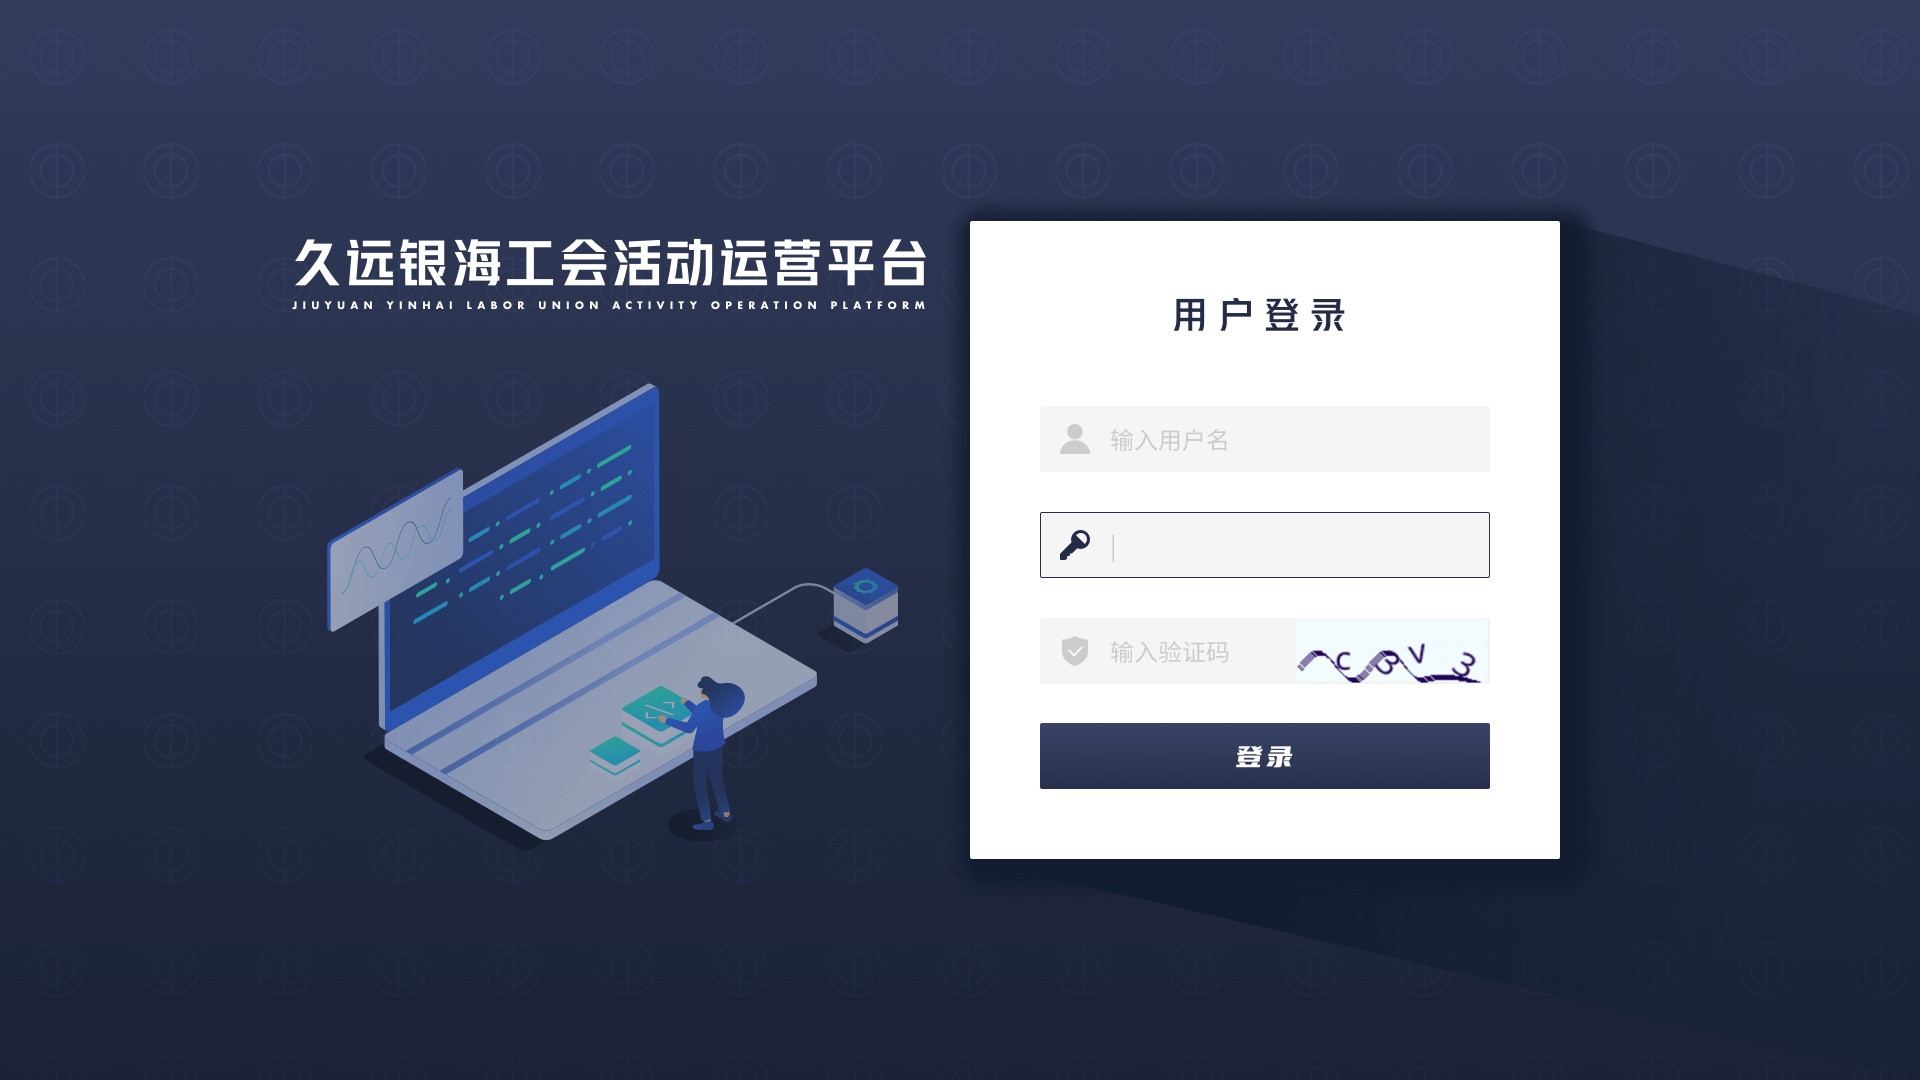 久远银海工会活动运营平台
JIUYUAN YINHAI LABOR UNION ACTIVITY OPERATION PLATFORM
用户登录
输入用户名
输入验证码
CBV3
登录